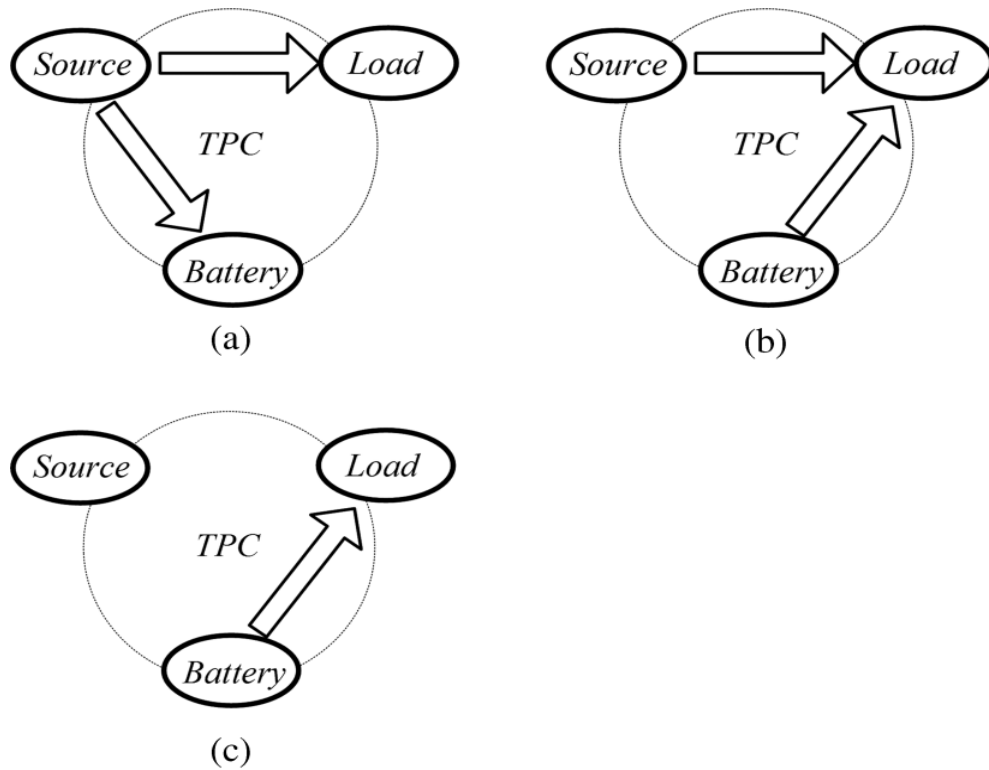 Source Load
TPC
Battery
(a)
Source Load
TPC
Battery
(b)
Source Load
TPC
Battery
(c)